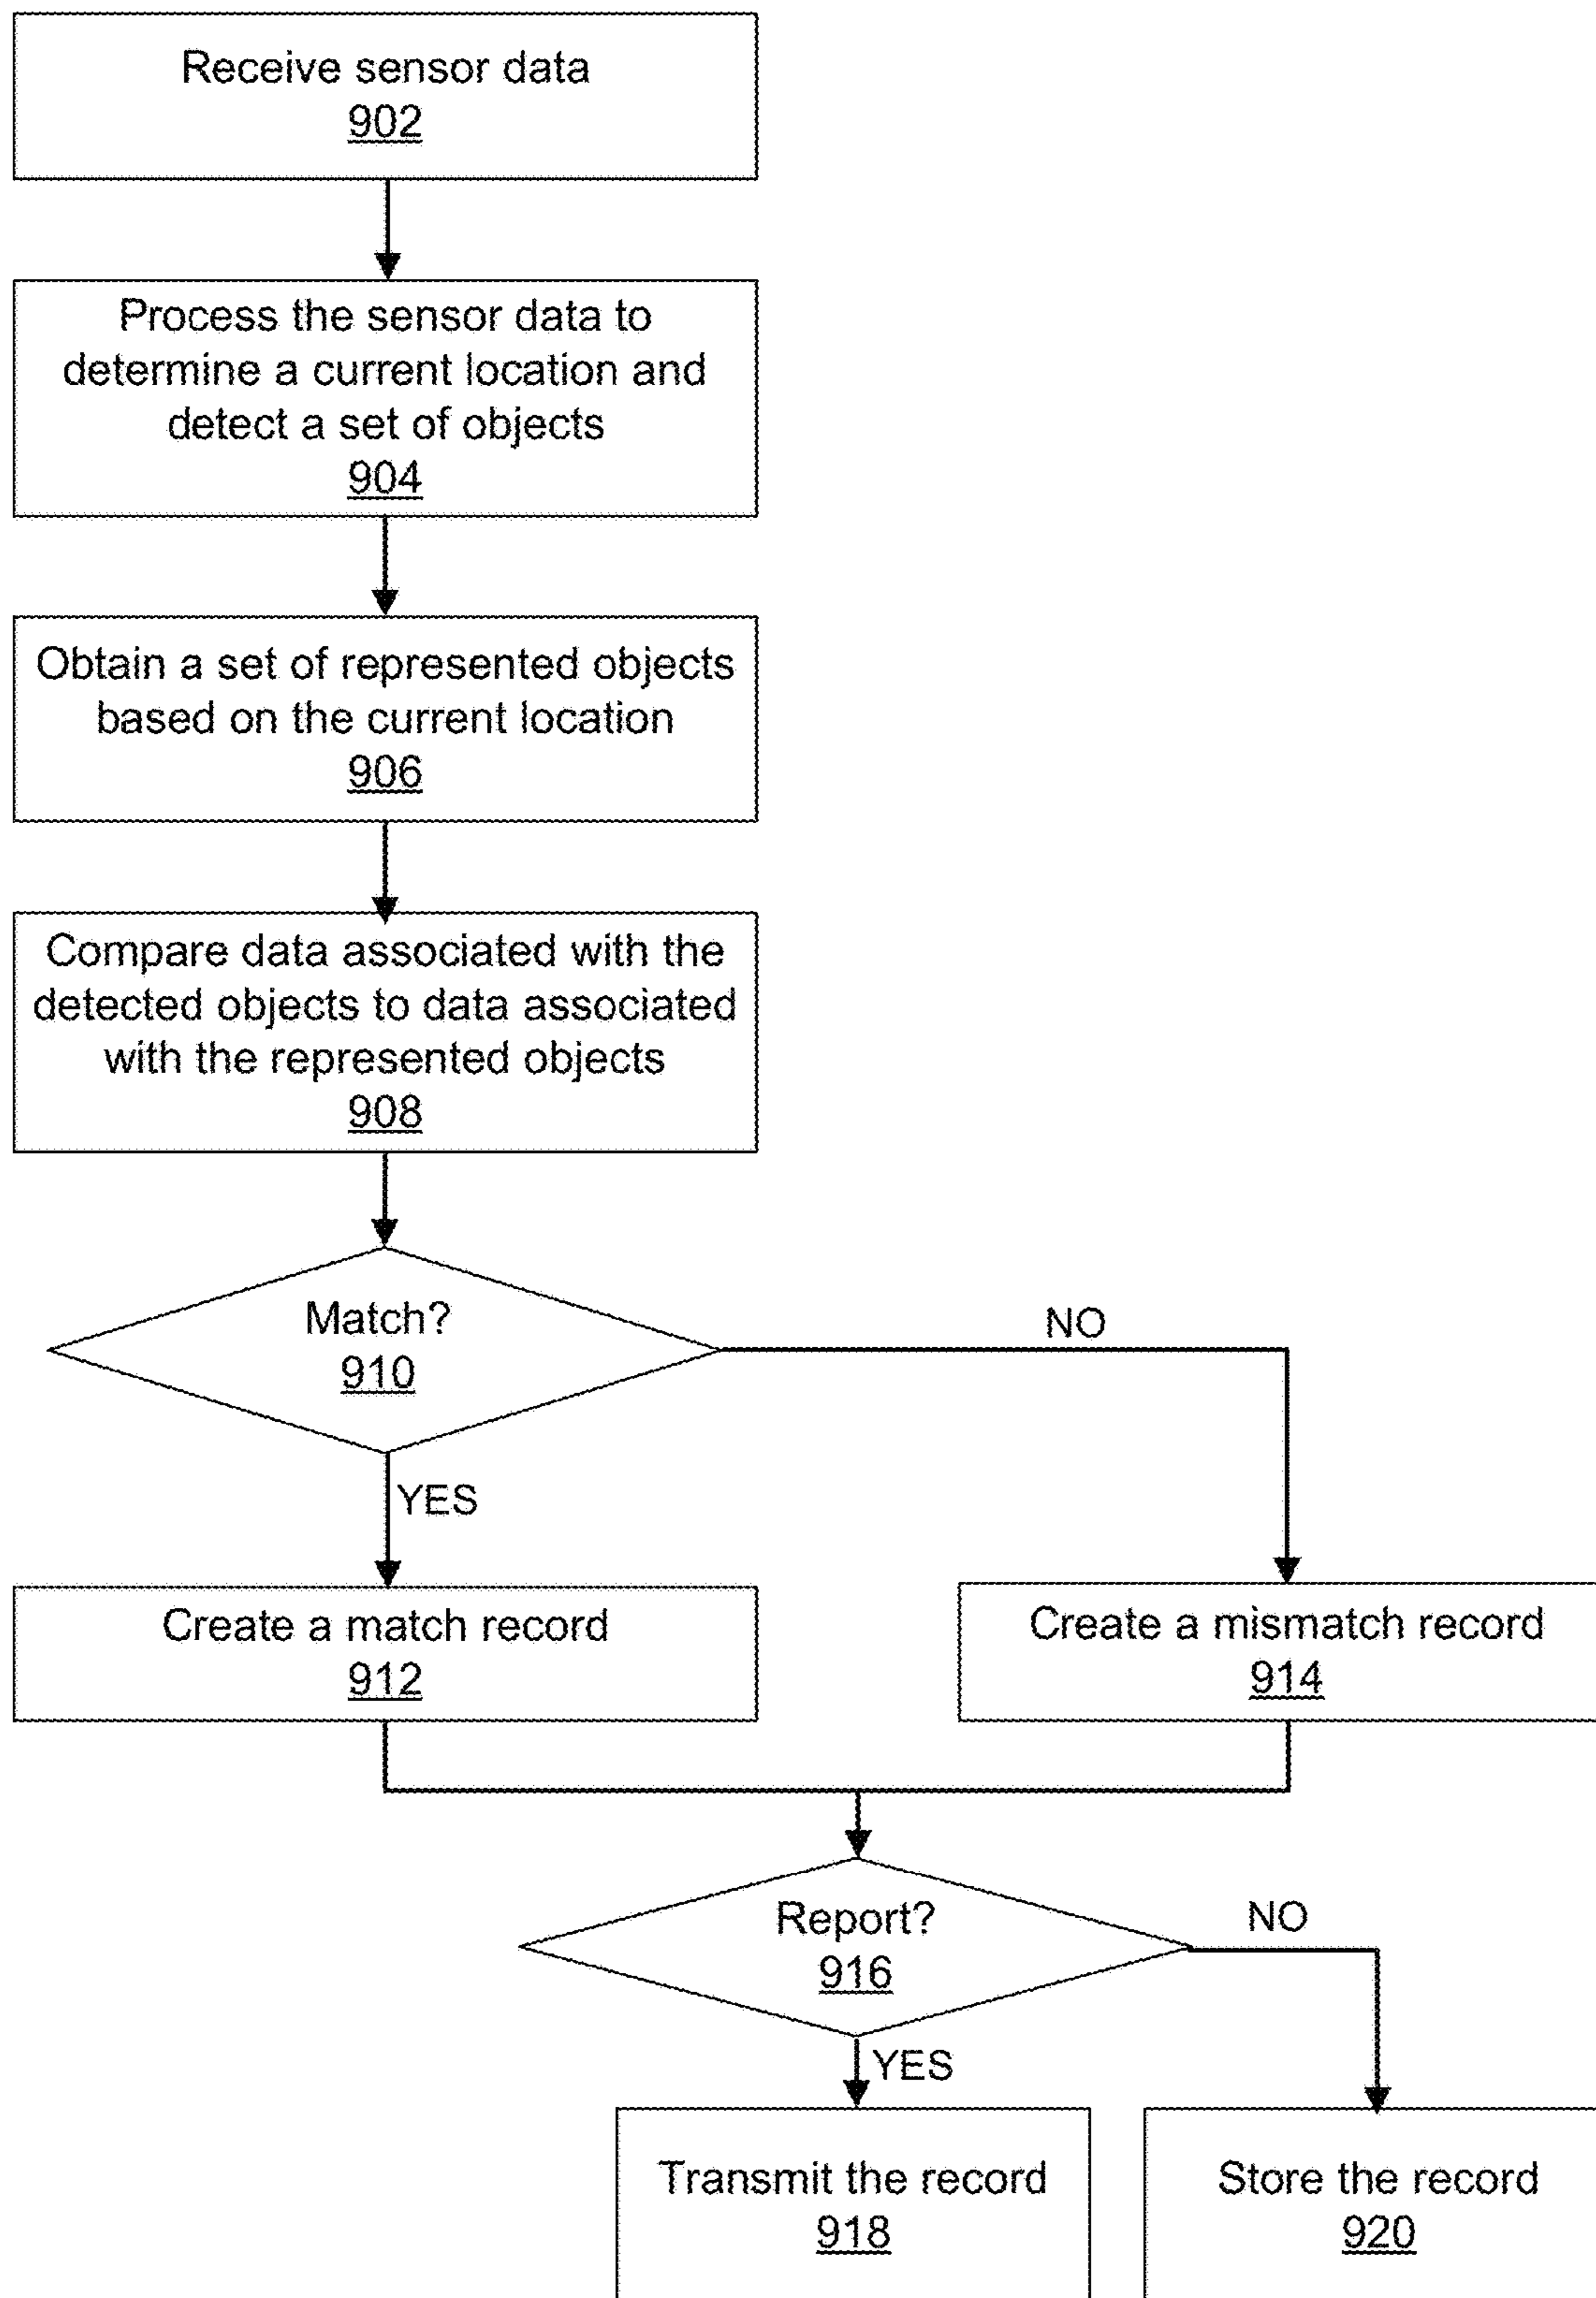 Receive sensor data
902
Process the sensor data to
determine a current location and
detect a set of objects
904
Obtain a set of represented objects
based on the current location
906
Compare data associated with the
detected objects to data associated
with the represented objects
908
Match?
910
NO
YES
Create a match record
912
Create a mismatch record
914
Report?
916
NO
YES
Transmit the record
918
Store the record
920